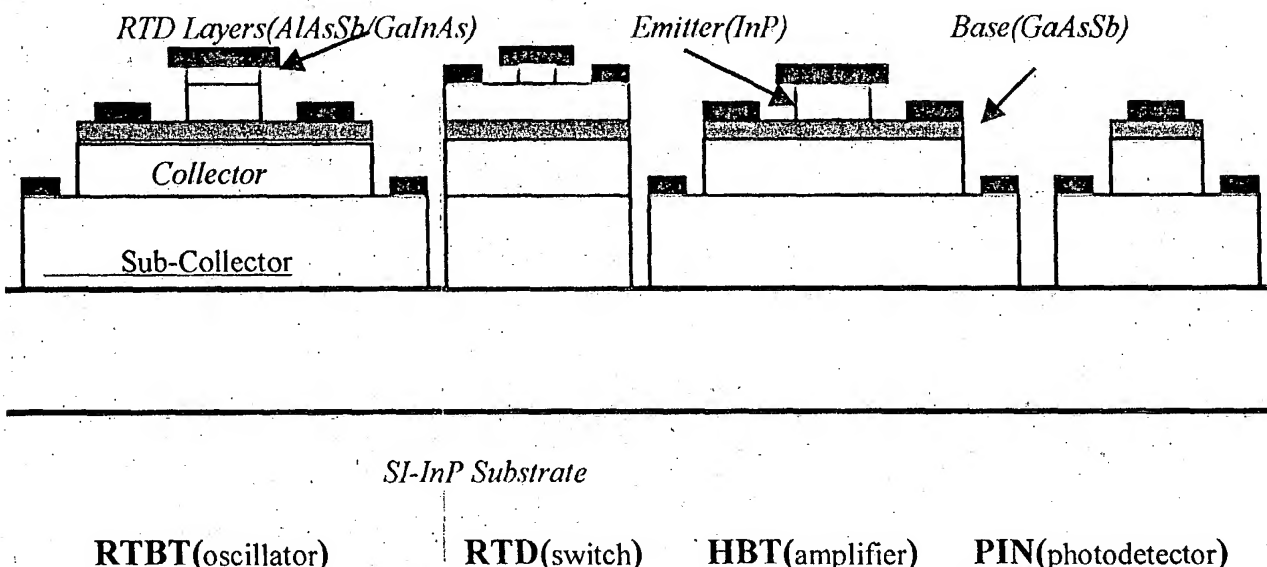 RTD Layers(AlAsSb/GaInAs) Emitter(InP) Base(GaAsSb)
Collector
Sub-Collector
SI-InP Substrate
RTBT(oscillator) RTD(switch) HBT(amplifier) PIN(photodetector)